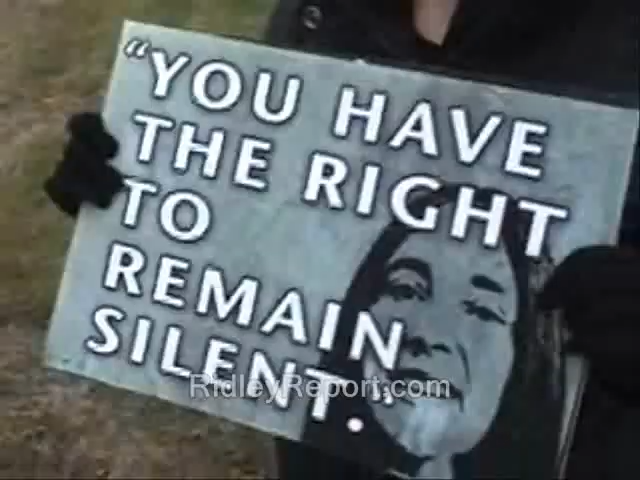 "YOU HAVE
THE RIGHT
TO
REMAIN
SILENT."
RidleyReport.com